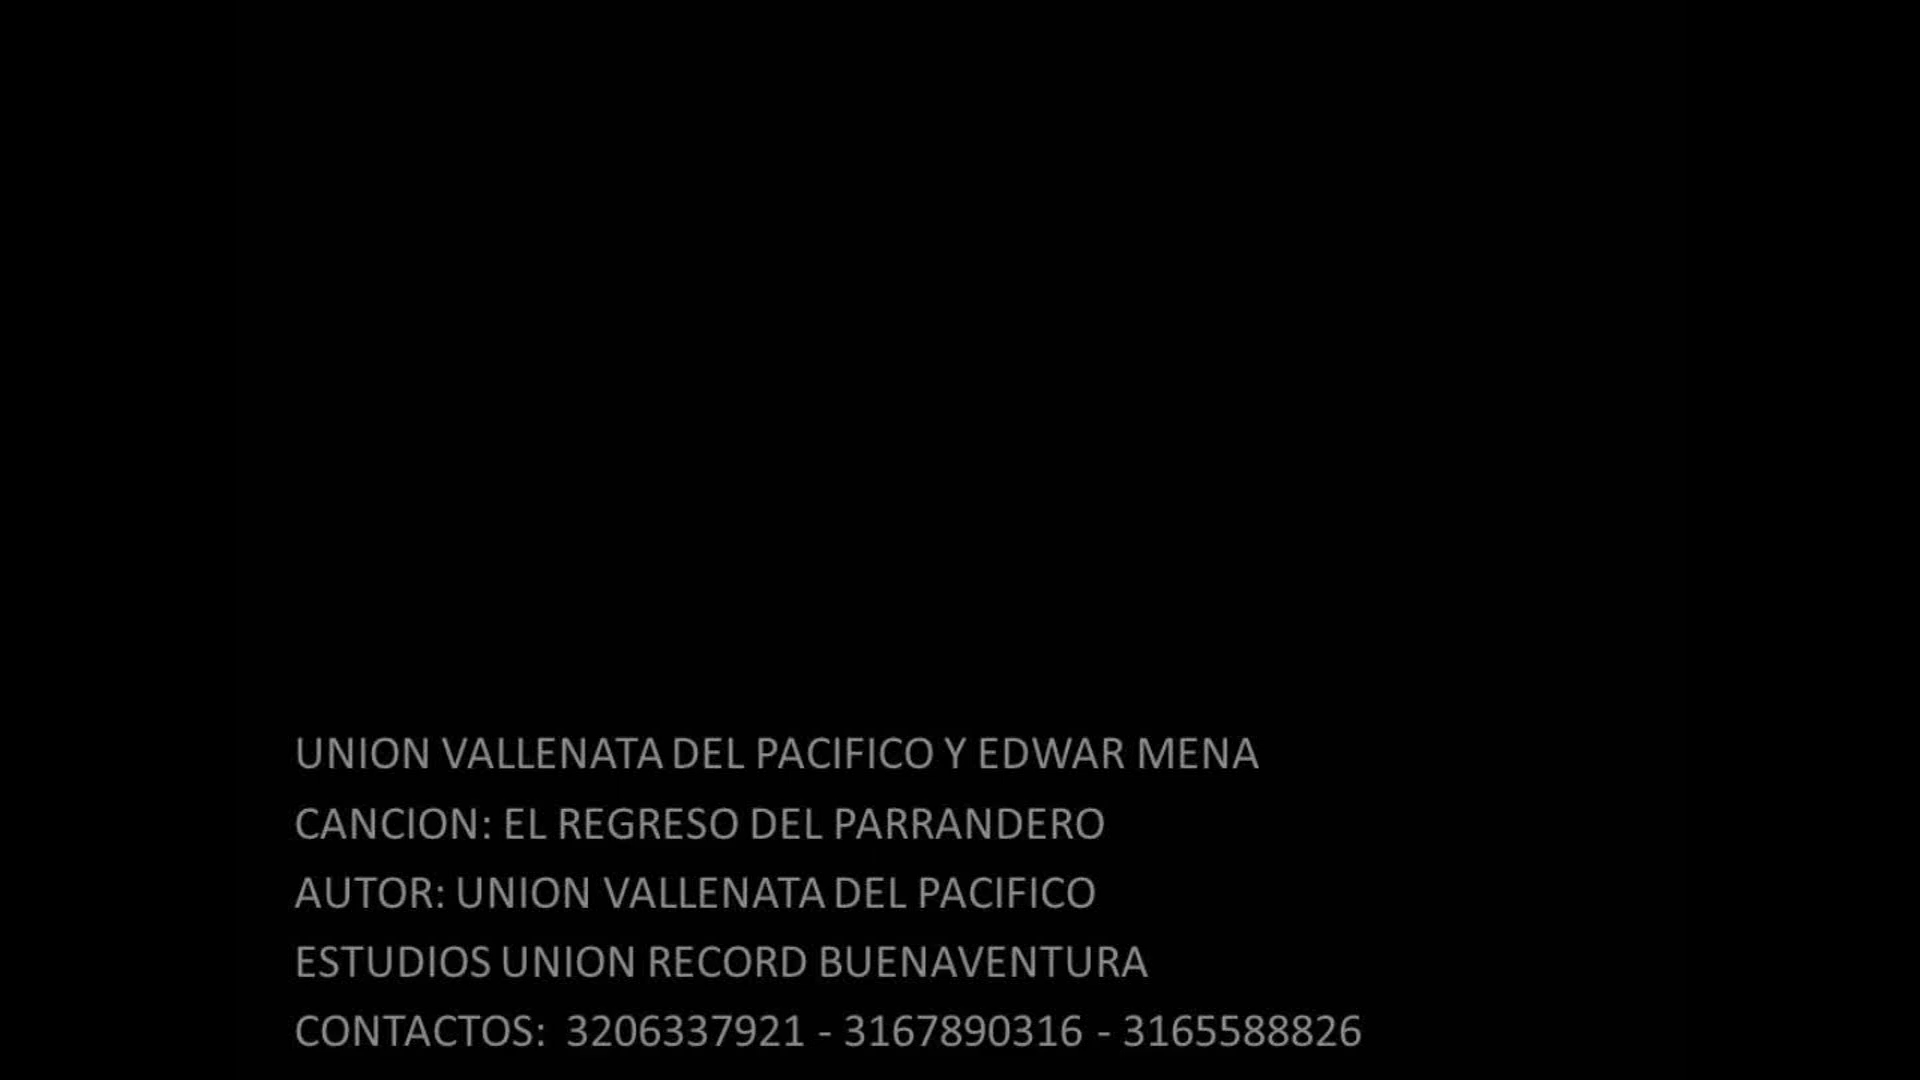 UNION VALLENATA DEL PACIFICO Y EDWAR MENA
CANCION: EL REGRESO DEL PARRANDERO
AUTOR: UNION VALLENATA DEL PACIFICO
ESTUDIOS UNION RECORD BUENAVENTURA
CONTACTOS: 3206337921 - 3167890316 - 3165588826